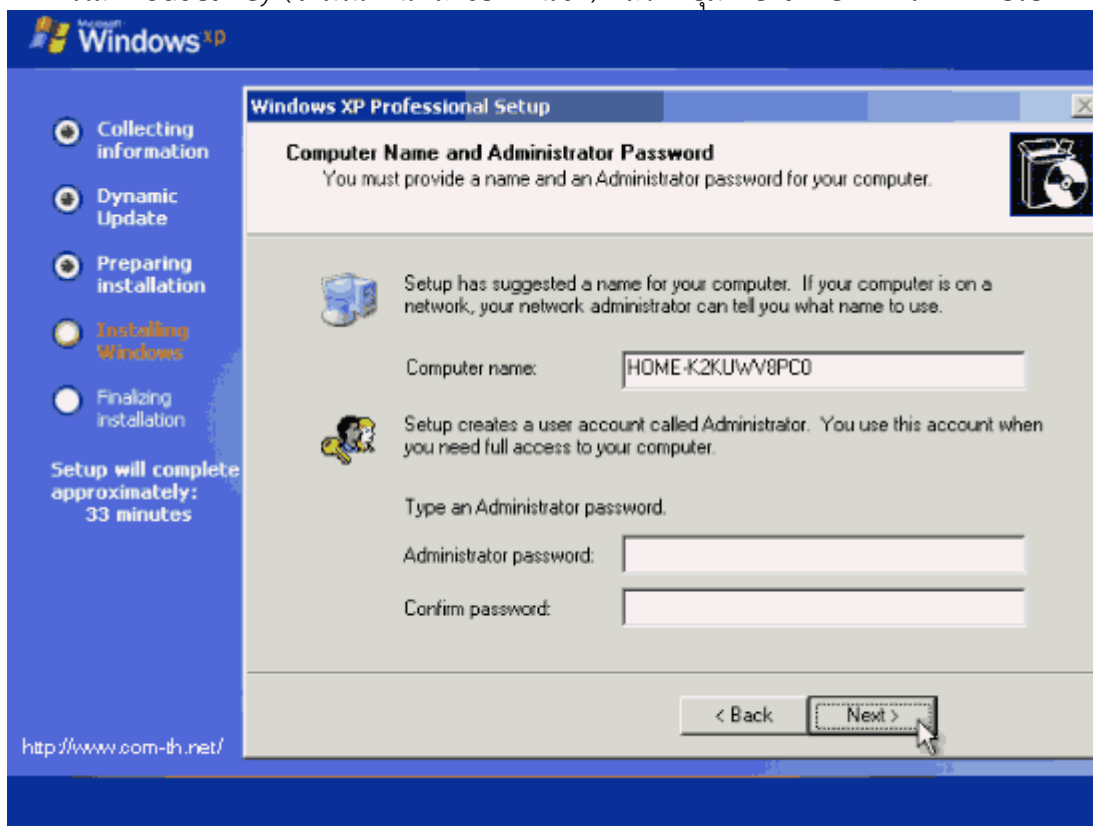 Microsoft
Windows xp
Collecting
information
Dynamic
Update
Preparing
installation
Installing
Windows
Finalizing
installation
Setup will complete
approximately:
33 minutes
http://www.com-th.net/
Windows XP Professional Setup
Computer Name and Administrator Password
You must provide a name and an Administrator password for your computer.
Setup has suggested a name for your computer. If your computer is on a
network, your network administrator can tell you what name to use.
Computer name:
HOME-K2KUWV8PC0
Setup creates a user account called Administrator. You use this account when
you need full access to your computer.
Type an Administrator password.
Administrator password:
Confirm password:
< Back
Next >